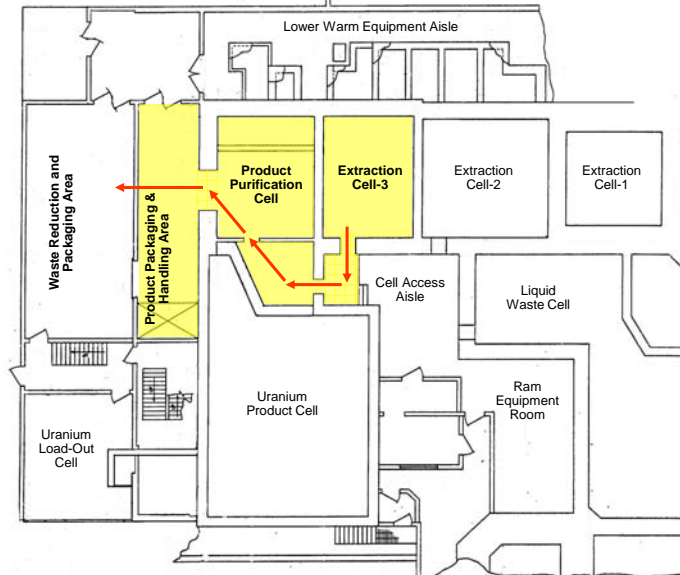 Lower Warm Equipment Aisle
Waste Reduction and
Packaging Area
Product Packaging &
Handling Area
Product
Purification
Cell
Extraction
Cell-3
Extraction
Cell-2
Extraction
Cell-1
Cell Access
Aisle
Liquid
Waste Cell
Uranium
Product Cell
Ram
Equipment
Room
Uranium
Load-Out
Cell